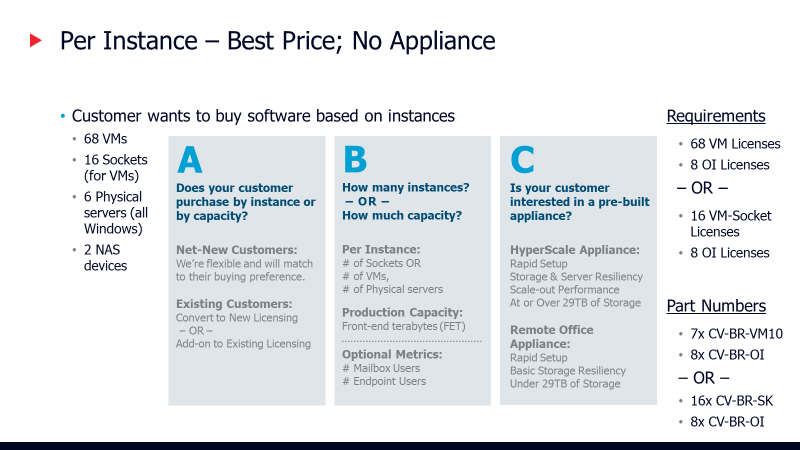 Per Instance – Best Price; No Appliance
• Customer wants to buy software based on instances
• 68 VMs
• 16 Sockets
(for VMs)
• 6 Physical
servers (all
Windows)
• 2 NAS
devices
A
Does your customer
purchase by instance or
by capacity?
Net-New Customers:
We’re flexible and will match
to their buying preference.
Existing Customers:
Convert to New Licensing
– OR –
Add-on to Existing Licensing
B
How many instances?
– OR –
How much capacity?
Per Instance:
# of Sockets OR
# of VMs,
# of Physical servers
Production Capacity:
Front-end terabytes (FET)
Optional Metrics:
# Mailbox Users
# Endpoint Users
C
Is your customer
interested in a pre-built
appliance?
HyperScale Appliance:
Rapid Setup
Storage & Server Resiliency
Scale-out Performance
At or Over 29TB of Storage
Remote Office
Appliance:
Rapid Setup
Basic Storage Resiliency
Under 29TB of Storage
Requirements
• 68 VM Licenses
• 8 OI Licenses
– OR –
• 16 VM-Socket
Licenses
• 8 OI Licenses
Part Numbers
• 7x CV-BR-VM10
• 8x CV-BR-OI
– OR –
• 16x CV-BR-SK
• 8x CV-BR-OI